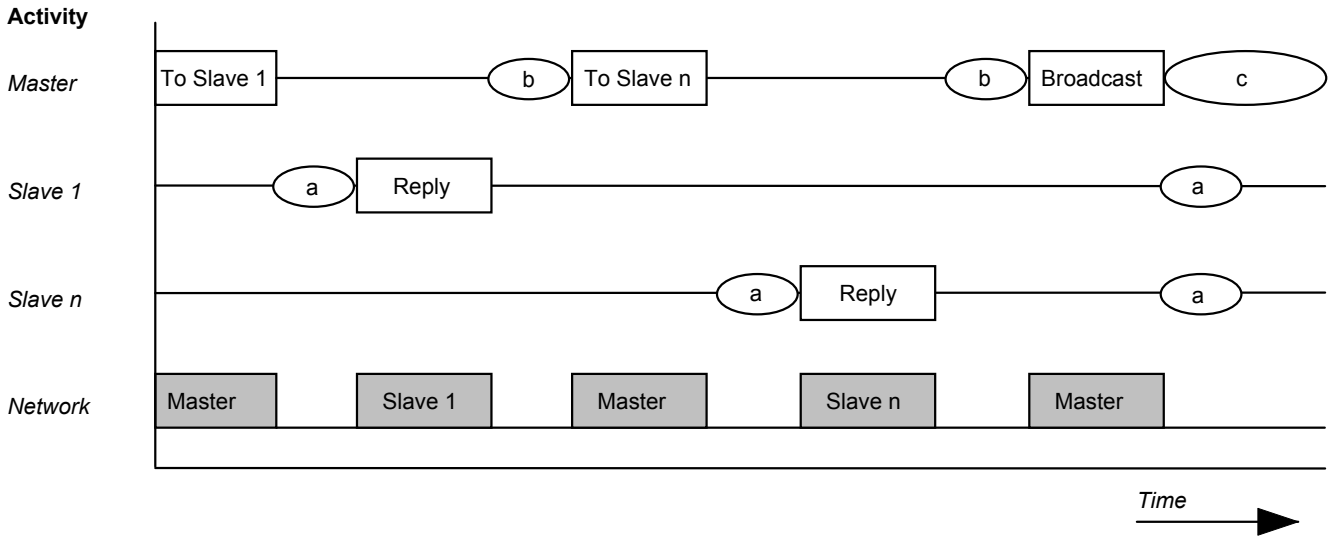 Activity
Master
To Slave 1
b
To Slave n
b
Broadcast
c
Slave 1
a
Reply
a
Slave n
a
Reply
a
Network
Master
Slave 1
Master
Slave n
Master
Time